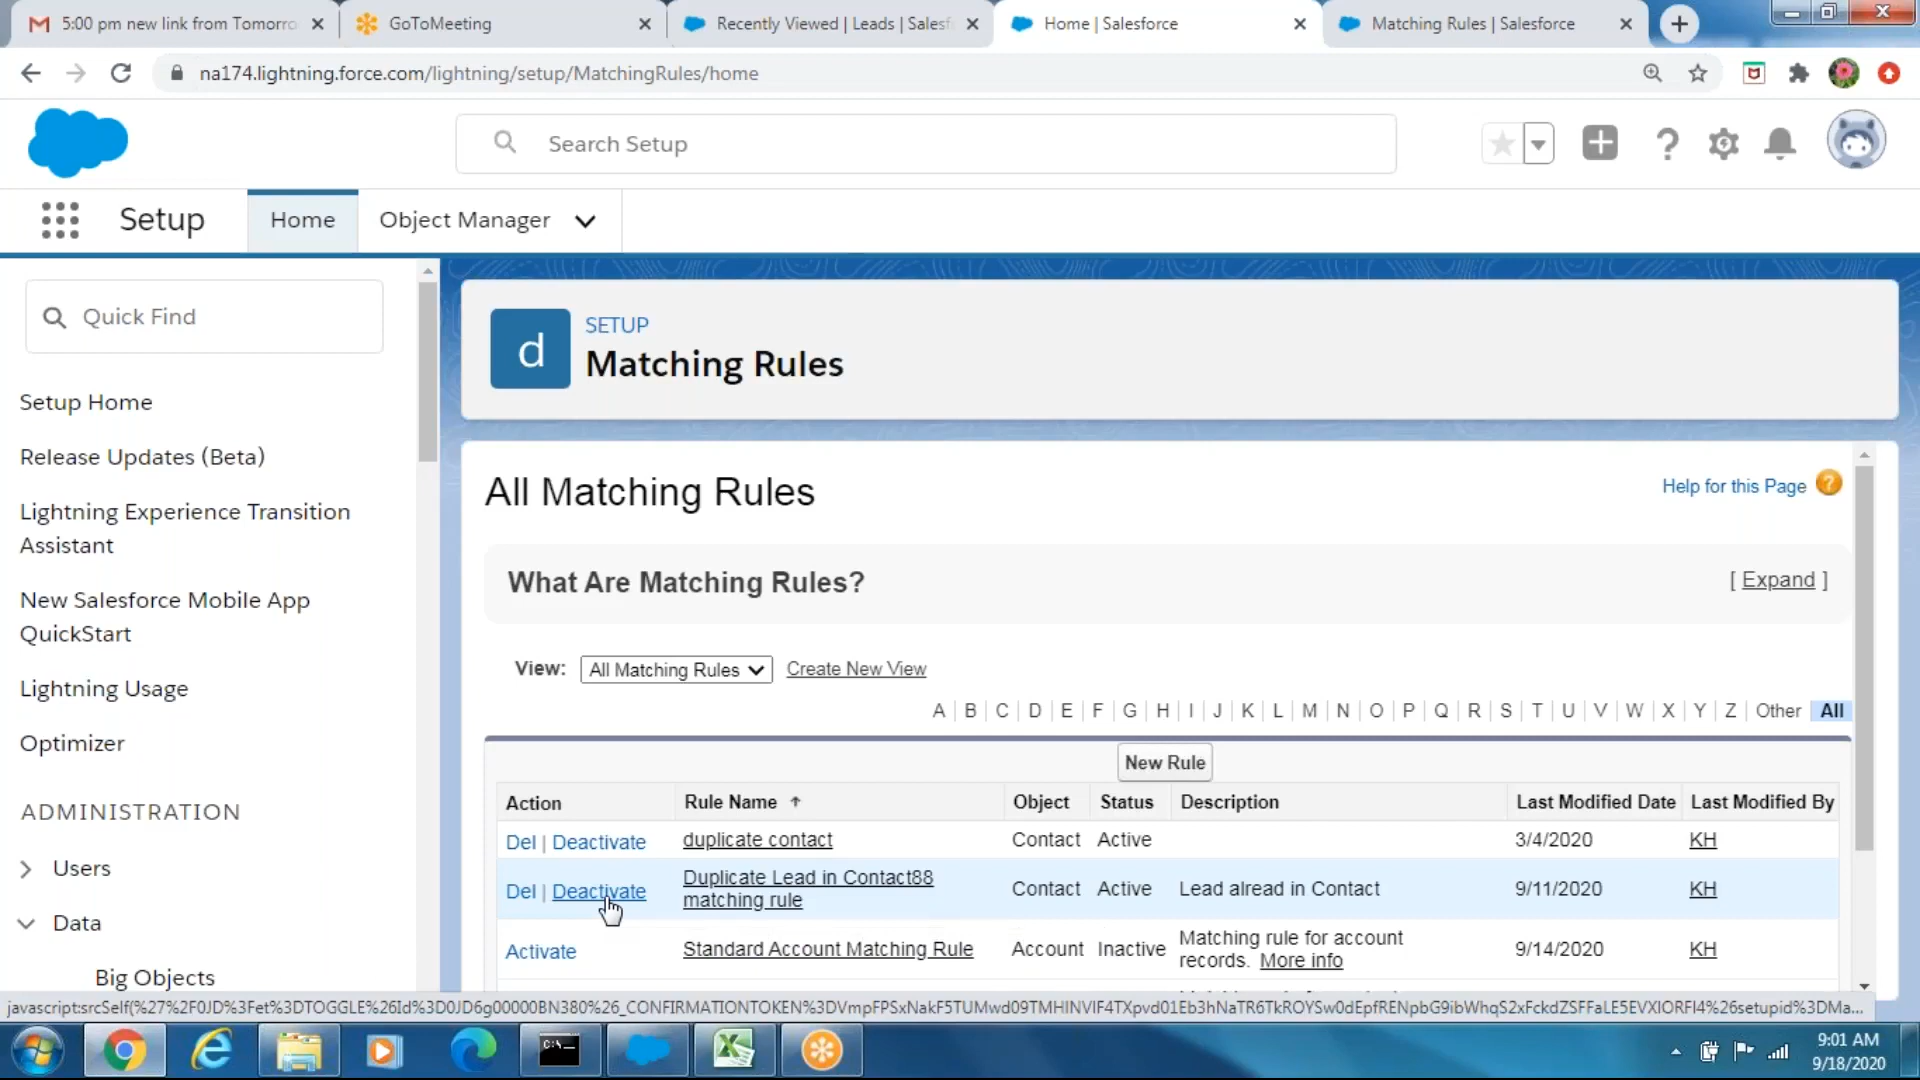 5:00 pm new link from Tomorro
GoToMeeting
Recently Viewed | Leads | Salesf
Home | Salesforce
Matching Rules | Salesforce
na174.lightning.force.com/lightning/setup/MatchingRules/home
Search Setup
Setup
Home
Object Manager
Quick Find
Setup Home
Release Updates (Beta)
Lightning Experience Transition
Assistant
New Salesforce Mobile App
QuickStart
Lightning Usage
Optimizer
ADMINISTRATION
Users
Data
Big Objects
d
SETUP
Matching Rules
All Matching Rules
Help for this Page ?
What Are Matching Rules?
[ Expand ]
View: All Matching Rules Create New View
A | B | C | D | E | F | G | H | I | J | K | L | M | N | O | P | Q | R | S | T | U | V | W | X | Y | Z | Other All
New Rule
Action Rule Name Object Status Description Last Modified Date Last Modified By
Del | Deactivate duplicate contact Contact Active 3/4/2020 KH
Del | Deactivate Duplicate Lead in Contact88 matching rule Contact Active Lead alread in Contact 9/11/2020 KH
Activate Standard Account Matching Rule Account Inactive Matching rule for account records. More info 9/14/2020 KH
9:01 AM
9/18/2020